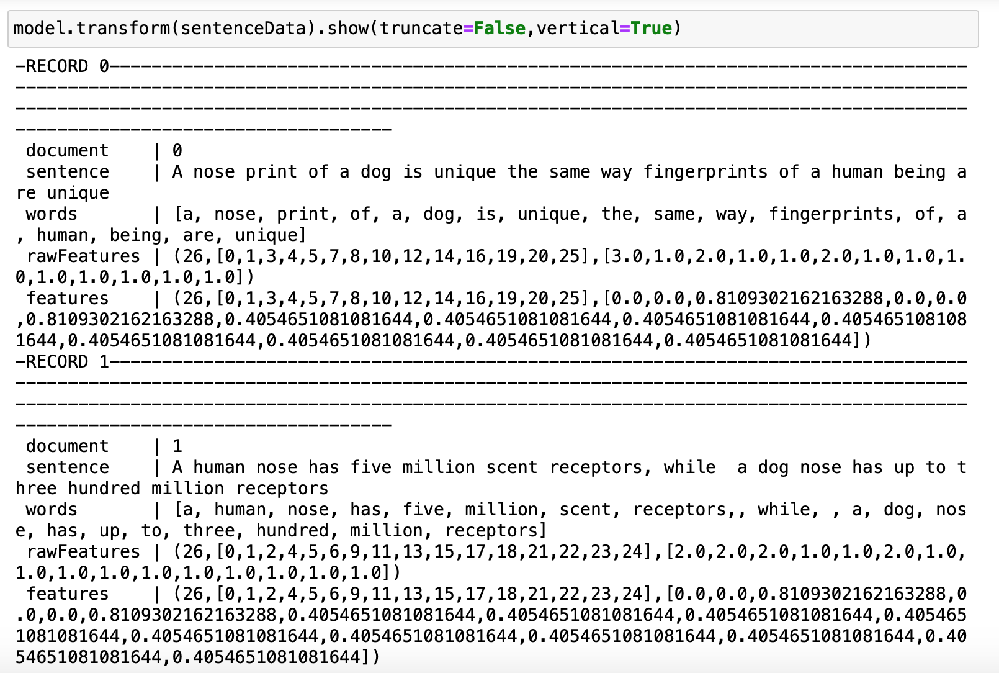 model.transform(sentenceData).show(truncate=False,vertical=True)
-RECORD 0----------------------------------------------------------------------------------
-------------------------------------------------------------------------------------------
-------------------------------------------------------------------------------------------
------------------------------------
 document    | 0
 sentence    | A nose print of a dog is unique the same way fingerprints of a human being a
re unique
 words       | [a, nose, print, of, a, dog, is, unique, the, same, way, fingerprints, of, a
, human, being, are, unique]
 rawFeatures | (26,[0,1,3,4,5,7,8,10,12,14,16,19,20,25],[3.0,1.0,2.0,1.0,1.0,2.0,1.0,1.0,1.
0,1.0,1.0,1.0,1.0,1.0])
 features    | (26,[0,1,3,4,5,7,8,10,12,14,16,19,20,25],[0.0,0.0,0.8109302162163288,0.0,0.0
,0.8109302162163288,0.4054651081081644,0.4054651081081644,0.4054651081081644,0.405465108108
1644,0.4054651081081644,0.4054651081081644,0.4054651081081644,0.4054651081081644])
-RECORD 1----------------------------------------------------------------------------------
-------------------------------------------------------------------------------------------
-------------------------------------------------------------------------------------------
------------------------------------
 document    | 1
 sentence    | A human nose has five million scent receptors, while  a dog nose has up to t
hree hundred million receptors
 words       | [a, human, nose, has, five, million, scent, receptors,, while, , a, dog, nos
e, has, up, to, three, hundred, million, receptors]
 rawFeatures | (26,[0,1,2,4,5,6,9,11,13,15,17,18,21,22,23,24],[2.0,2.0,2.0,1.0,1.0,2.0,1.0,
1.0,1.0,1.0,1.0,1.0,1.0,1.0,1.0,1.0])
 features    | (26,[0,1,2,4,5,6,9,11,13,15,17,18,21,22,23,24],[0.0,0.0,0.8109302162163288,0
.0,0.0,0.8109302162163288,0.4054651081081644,0.4054651081081644,0.4054651081081644,0.405465
1081081644,0.4054651081081644,0.4054651081081644,0.4054651081081644,0.4054651081081644,0.40
54651081081644,0.4054651081081644])